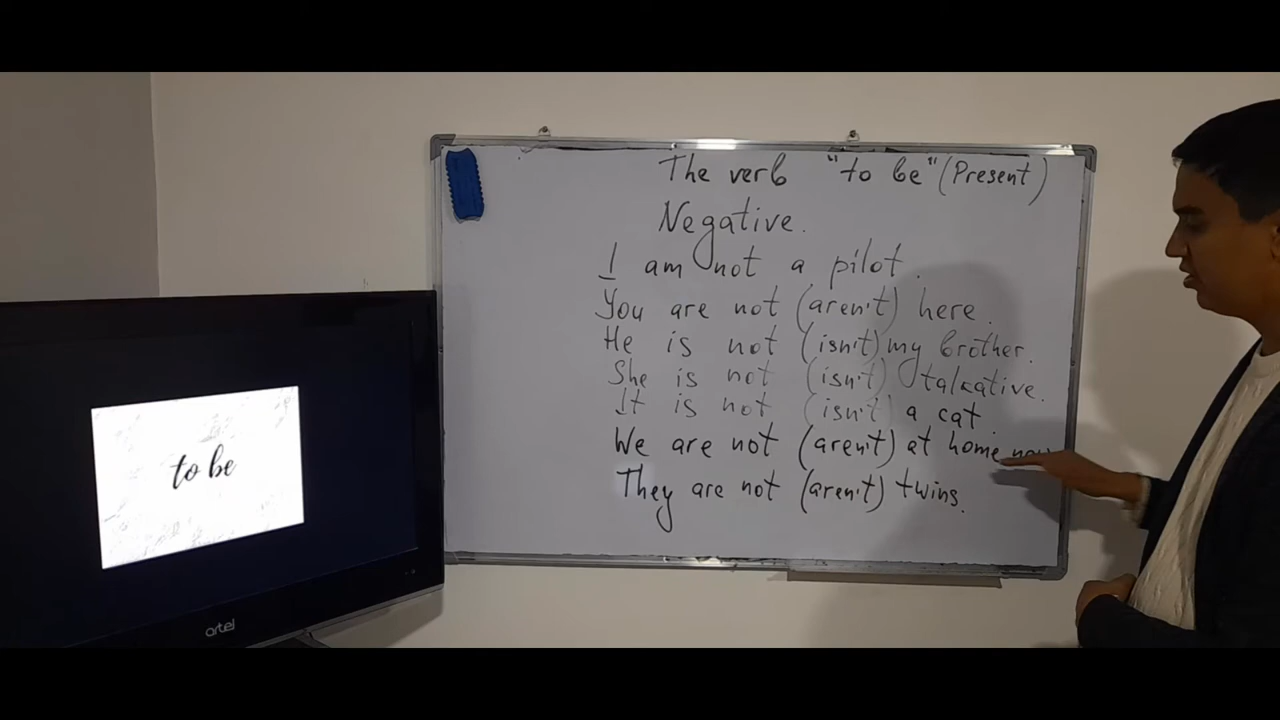 The verb "to be" (Present)
Negative.
I am not a pilot.
You are not (aren't) here.
He is not (isn't) my brother.
She is not (isn't) talkative.
It is not (isn't) a cat
We are not (aren't) at home now
They are not (aren't) twins.
to be
artel